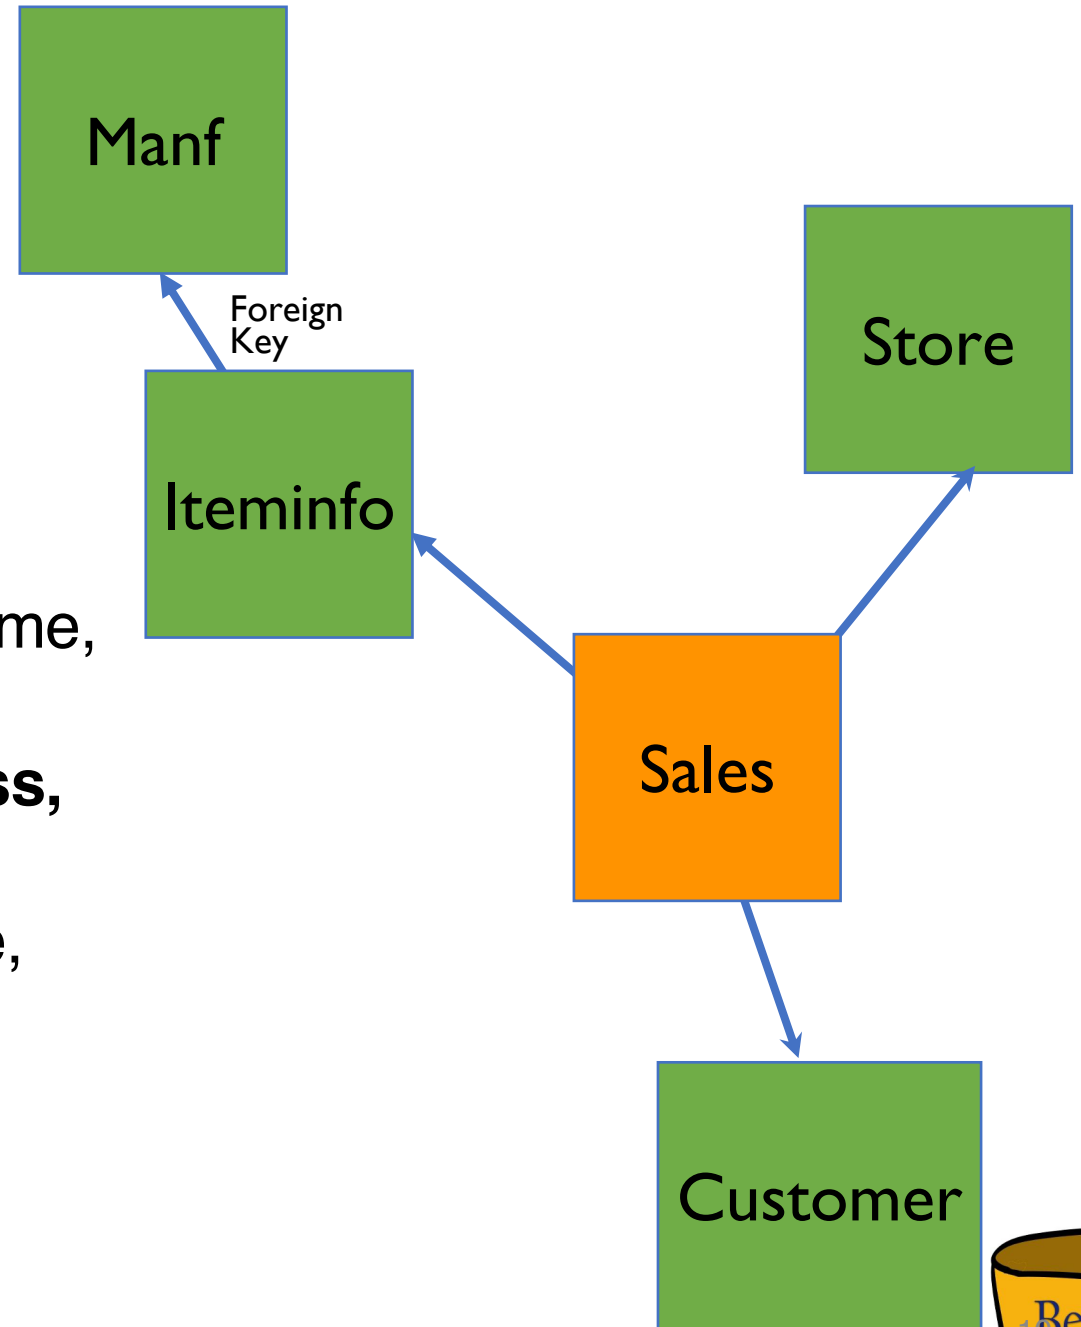 Manf
Foreign
Key
Store
Iteminfo
me,
Sales
ss,
e,
Customer